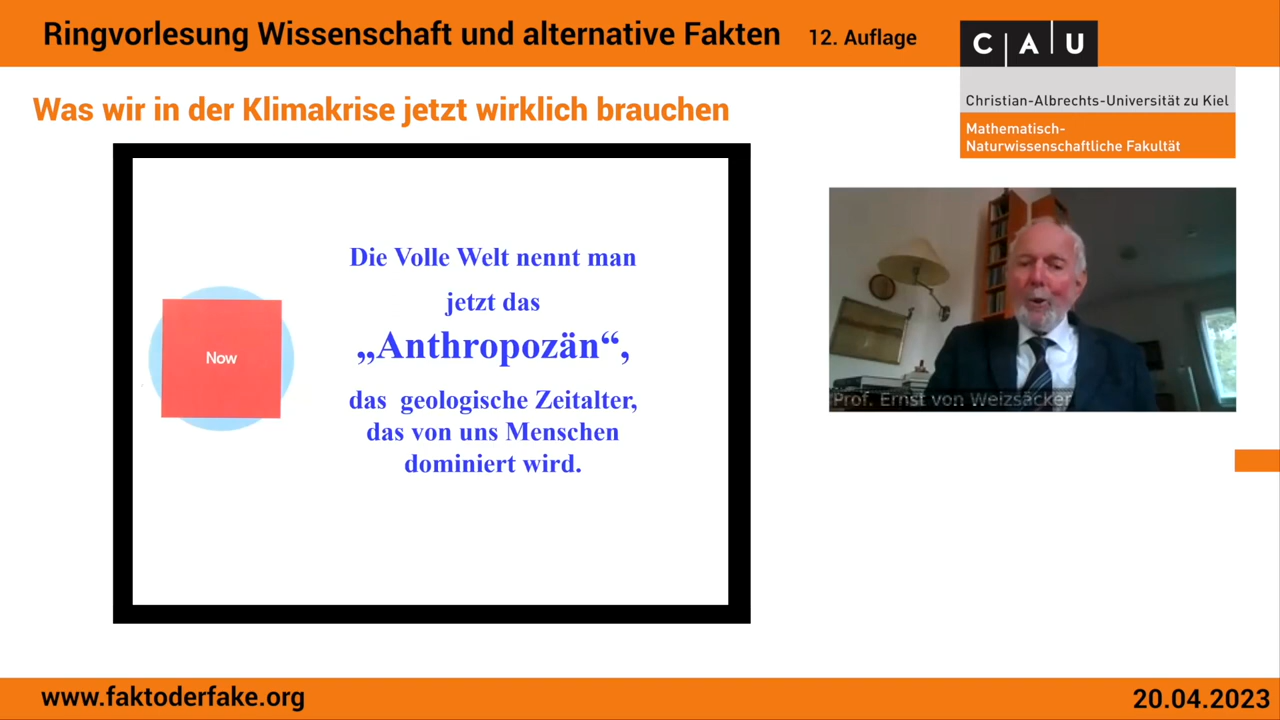 Ringvorlesung Wissenschaft und alternative Fakten 12. Auflage
CAU
Christian-Albrechts-Universität zu Kiel
Mathematisch-
Naturwissenschaftliche Fakultät
Was wir in der Klimakrise jetzt wirklich brauchen
Die Volle Welt nennt man
jetzt das
„Anthropozän“,
das geologische Zeitalter,
das von uns Menschen
dominiert wird.
Now
Prof. Ernst von Weizsäcker
www.faktoderfake.org
20.04.2023